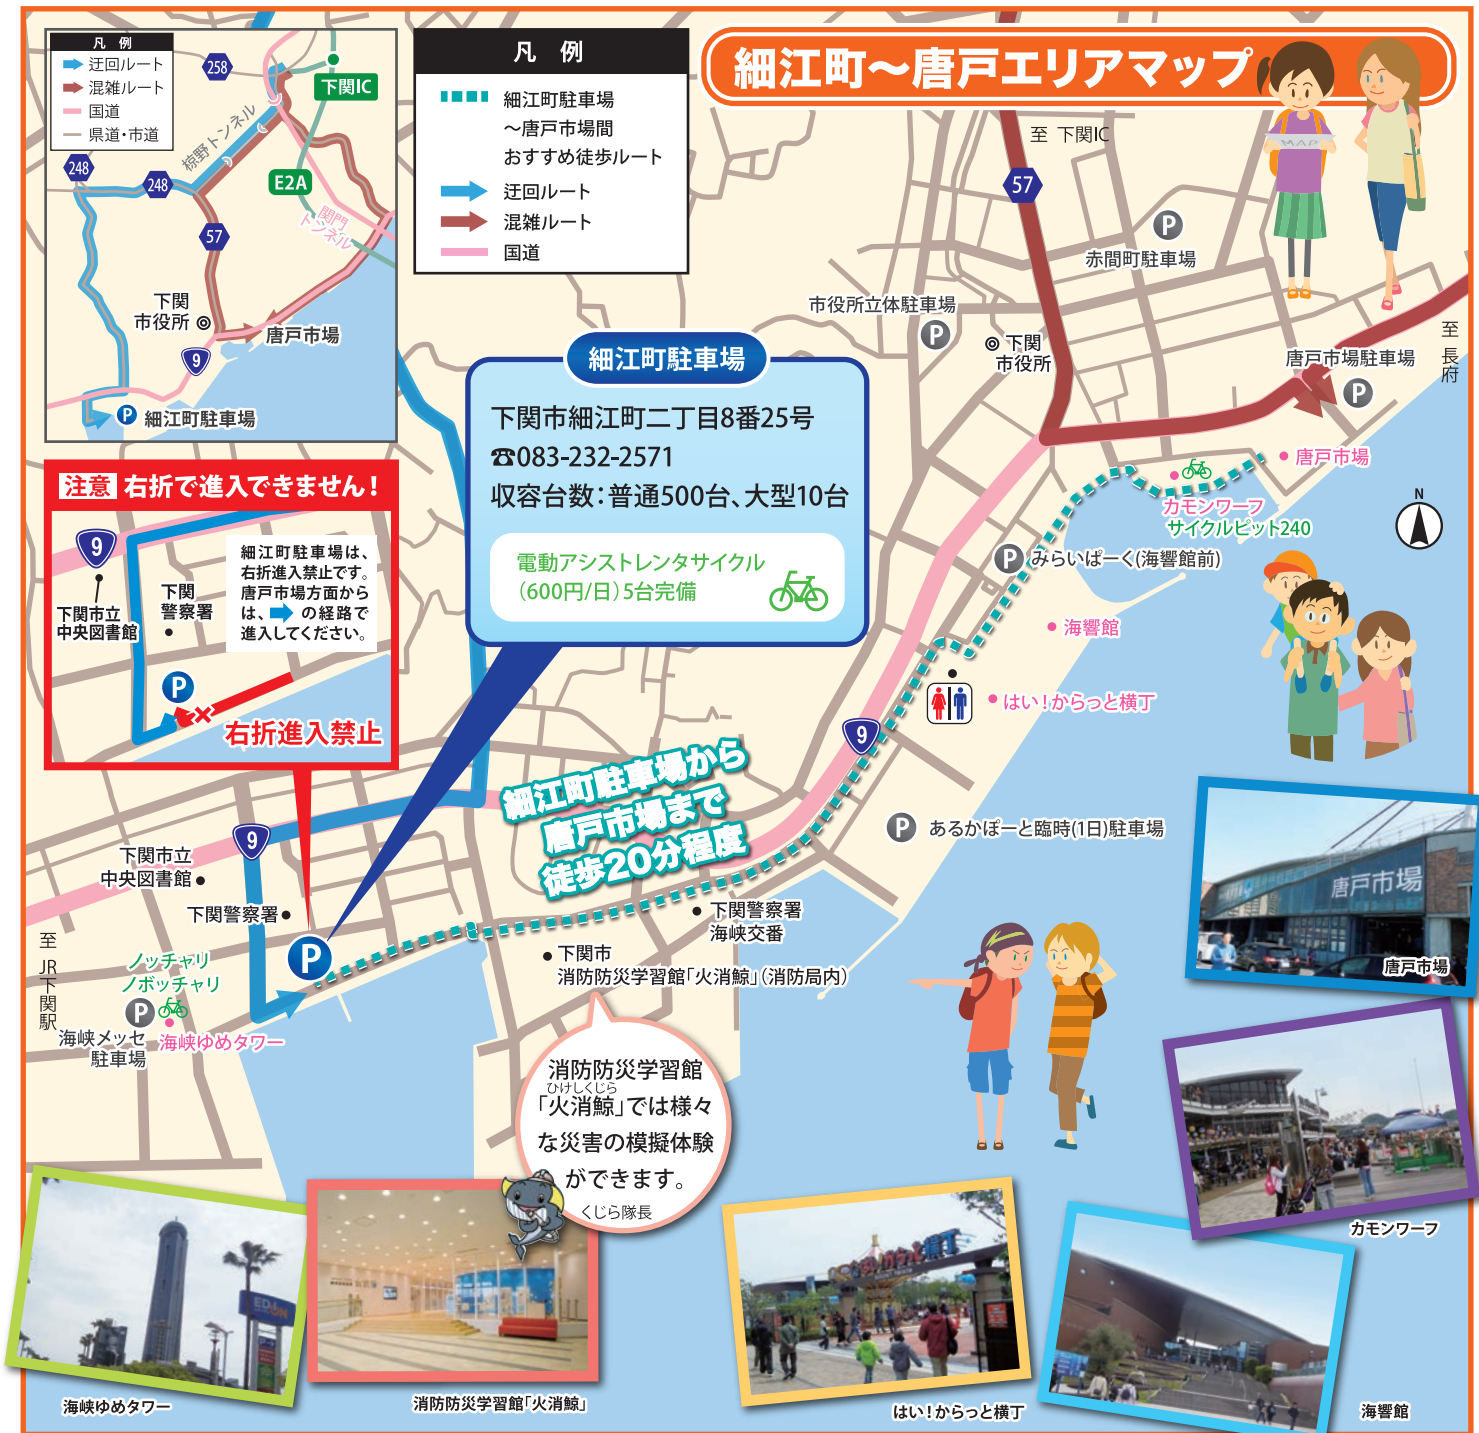 細江町～唐戸エリアマップ
凡 例
迂回ルート
混雑ルート
国道
県道・市道
258
下関IC
椋野トンネル
248
248
E2A
関門
トンネル
57
下関
市役所
唐戸市場
9
P
細江町駐車場
凡 例
細江町駐車場
～唐戸市場間
おすすめ徒歩ルート
迂回ルート
混雑ルート
国道
至 下関IC
57
MAP
P
赤間町駐車場
市役所立体駐車場
P
下関
市役所
至 長府
唐戸市場駐車場
P
細江町駐車場
下関市細江町二丁目8番25号
☎083-232-2571
収容台数：普通500台、大型10台
電動アシストレンタサイクル
（600円/日）5台完備
注意 右折で進入できません！
9
下関市立
中央図書館
下関
警察署
細江町駐車場は、
右折進入禁止です。
唐戸市場方面から
は、➡の経路で
進入してください。
P
右折進入禁止
唐戸市場
カモンワーフ
サイクルピット240
N
P
みらいぱーく(海響館前)
海響館
はい！からっと横丁
9
細江町駐車場から
唐戸市場まで
徒歩20分程度
P
あるかぽーと臨時(1日)駐車場
9
下関市立
中央図書館
下関警察署
P
下関警察署
海峡交番
下関市
消防防災学習館「火消鯨」（消防局内）
至 JR下関駅
ノッチャリ
ノボッチャリ
P
海峡メッセ
駐車場
海峡ゆめタワー
消防防災学習館
ひけしくじら
「火消鯨」では様々
な災害の模擬体験
ができます。
くじら隊長
唐戸市場
唐戸市場
カモンワーフ
EDION
海峡ゆめタワー
消防防災学習館「火消鯨」
はい！からっと横丁
はい！からっと横丁
海響館